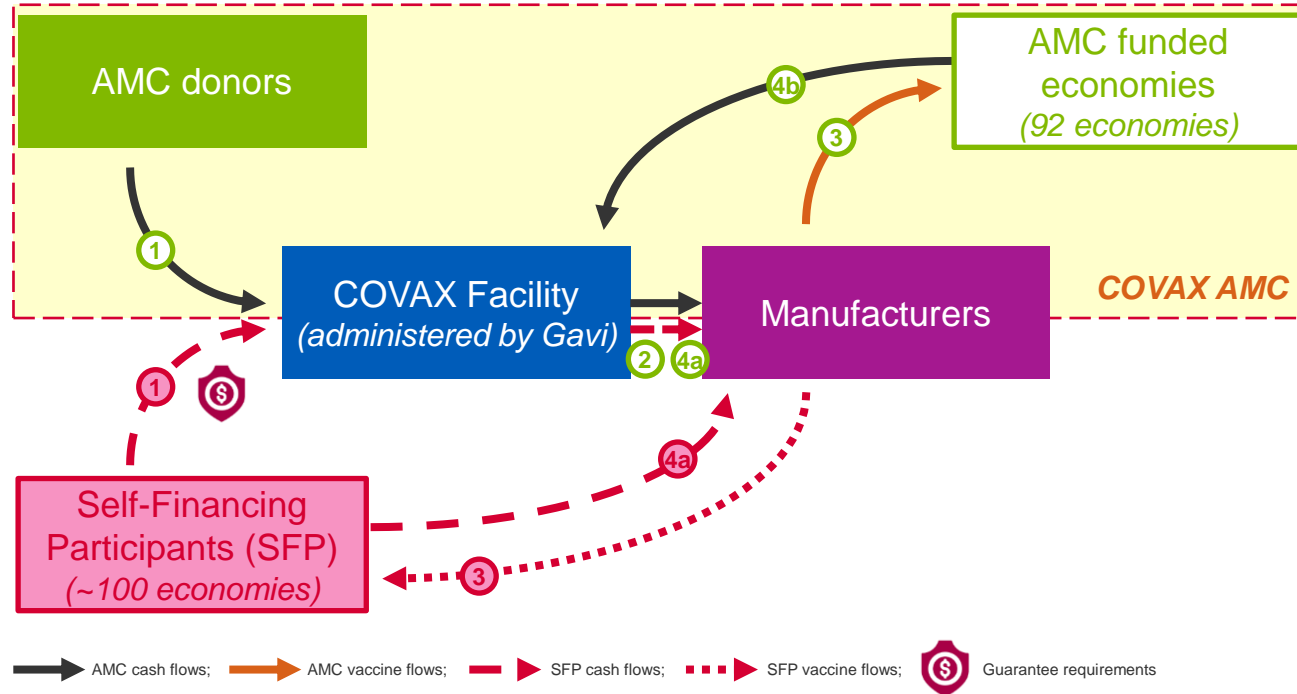 AMC donors
AMC funded
economies
(92 economies)
4b
3
1
COVAX Facility
(administered by Gavi)
Manufacturers
COVAX AMC
2
4a
1
$
4a
Self-Financing
Participants (SFP)
(~100 economies)
3
AMC cash flows;
AMC vaccine flows;
SFP cash flows;
SFP vaccine flows;
$
Guarantee requirements